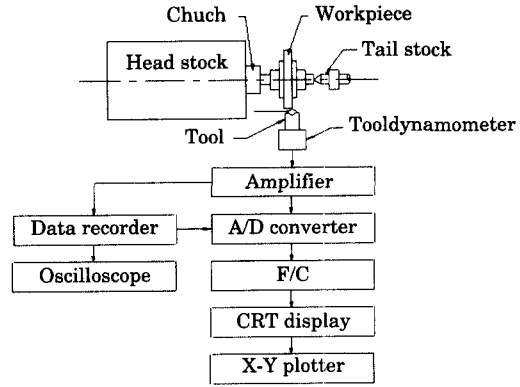 Chuch
Workpiece
Head stock
Tail stock
Tool
Tooldynamometer
Amplifier
Data recorder
A/D converter
Oscilloscope
F/C
CRT display
X-Y plotter